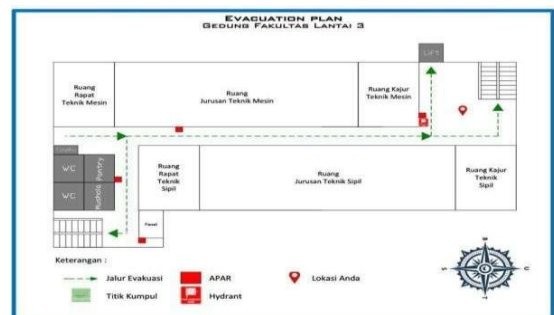 EVACUATION PLAN
GEDUNG FAKULTAS LANTAI 3
LIFT
Ruang
Rapat
Teknik Mesin
Ruang
Jurusan Teknik Mesin
Ruang Kajur
Teknik Mesin
WC
Pantry
WC
Mushola
Ruang
Rapat
Teknik
Sipil
Ruang
Jurusan Teknik Sipil
Ruang Kajur
Teknik
Sipil
Panel
Keterangan :
Jalur Evakuasi
APAR
Lokasi Anda
Titik Kumpul
Hydrant
B
S
U
T